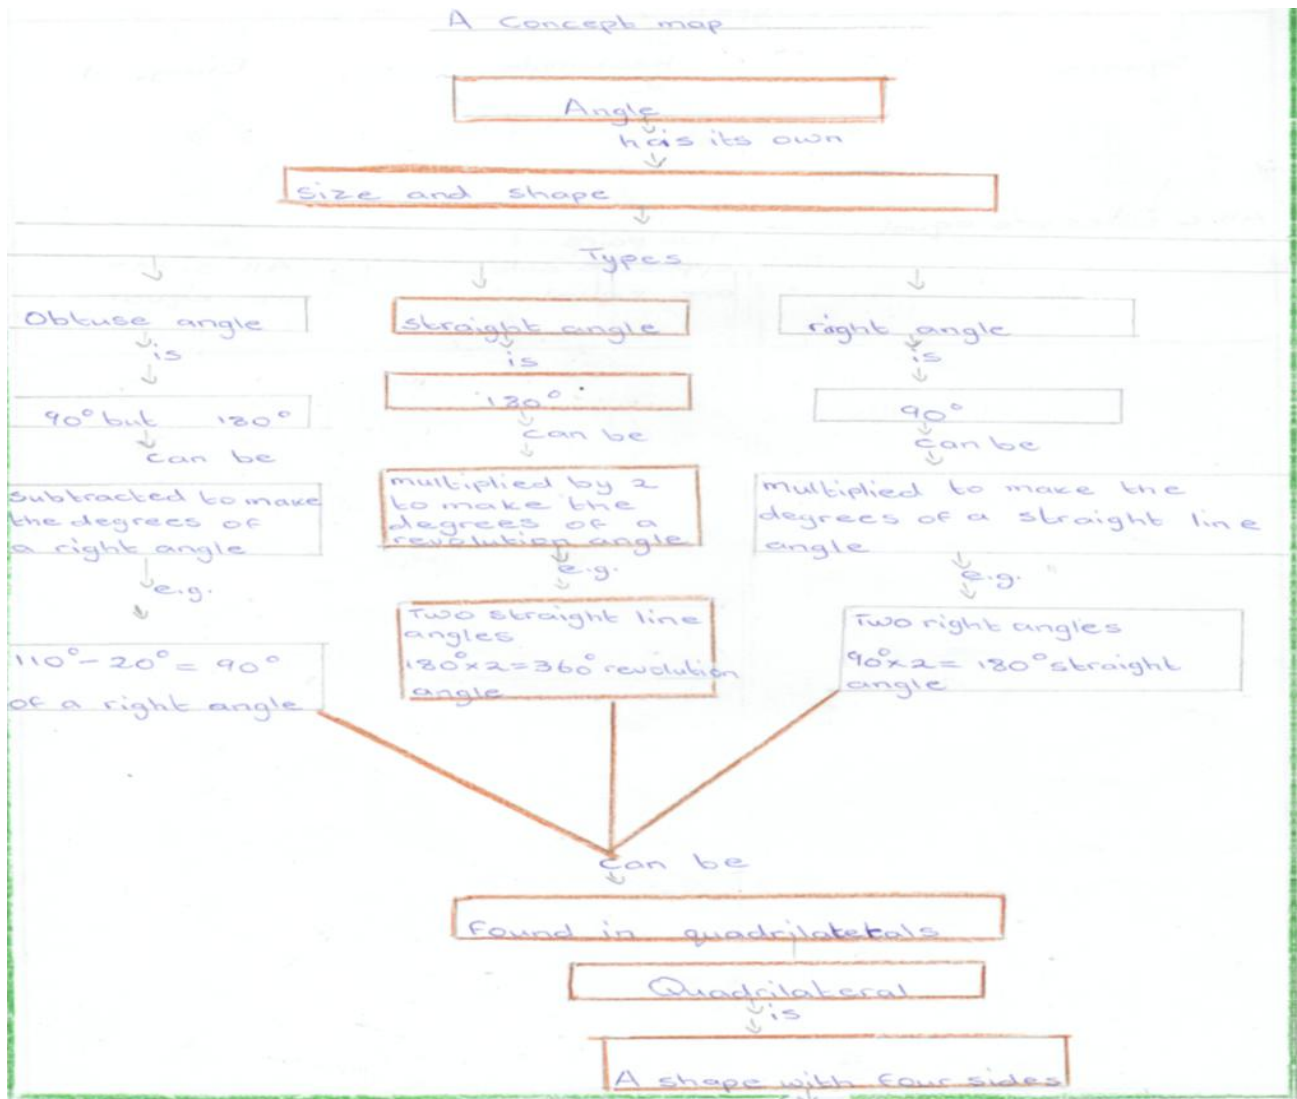 A Concept map
Angle
has its own
size and shape
Types
Obtuse angle
is
90° but 180°
can be
subtracted to make
the degrees of
a right angle
e.g.
110° - 20° = 90°
of a right angle
straight angle
is
180°
can be
multiplied by 2
to make the
degrees of a
revolution angle
e.g.
Two straight line
angles
180° x 2 = 360° revolution
angle
right angle
is
90°
can be
multiplied to make the
degrees of a straight line
angle
e.g.
Two right angles
90° x 2 = 180° straight
angle
can be
Found in quadrilaterals
Quadrilateral
is
A shape with four sides